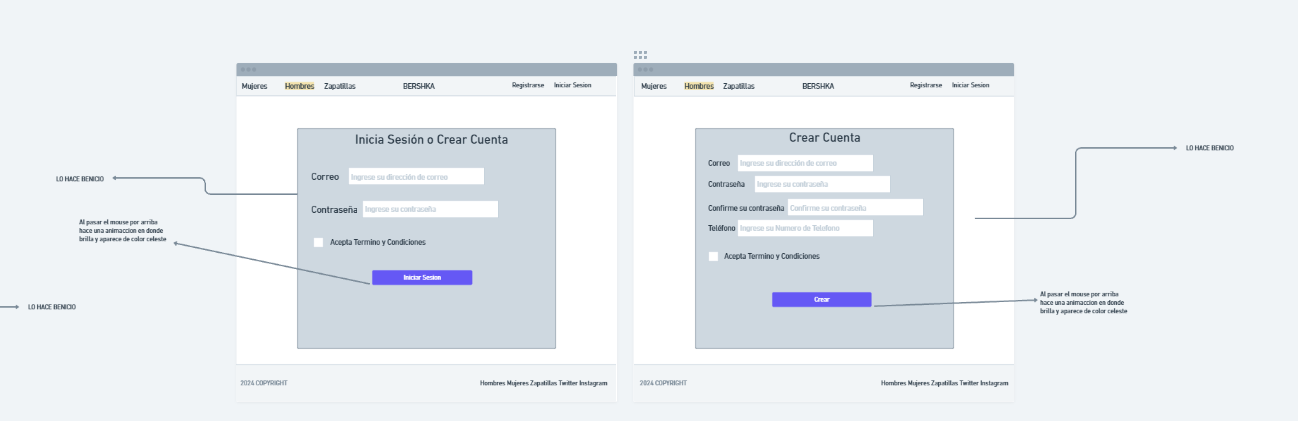 LO HACE BENICIO
Al pasar el mouse por arriba
hace una animaccion en donde
brilla y aparece de color celeste
LO HACE BENICIO
Mujeres Hombres Zapatillas BERSHKA Registrarse Iniciar Sesion
Inicia Sesión o Crear Cuenta
Correo Ingrese su dirección de correo
Contraseña Ingrese su contraseña
Acepta Termino y Condiciones
Iniciar Sesion
2024 COPYRIGHT Hombres Mujeres Zapatillas Twitter Instagram
Mujeres Hombres Zapatillas BERSHKA Registrarse Iniciar Sesion
Crear Cuenta
Correo Ingrese su dirección de correo
Contraseña Ingrese su contraseña
Confirme su contraseña Confirme su contraseña
Teléfono Ingrese su Numero de Telefono
Acepta Termino y Condiciones
Crear
2024 COPYRIGHT Hombres Mujeres Zapatillas Twitter Instagram
LO HACE BENICIO
Al pasar el mouse por arriba
hace una animaccion en donde
brilla y aparece de color celeste